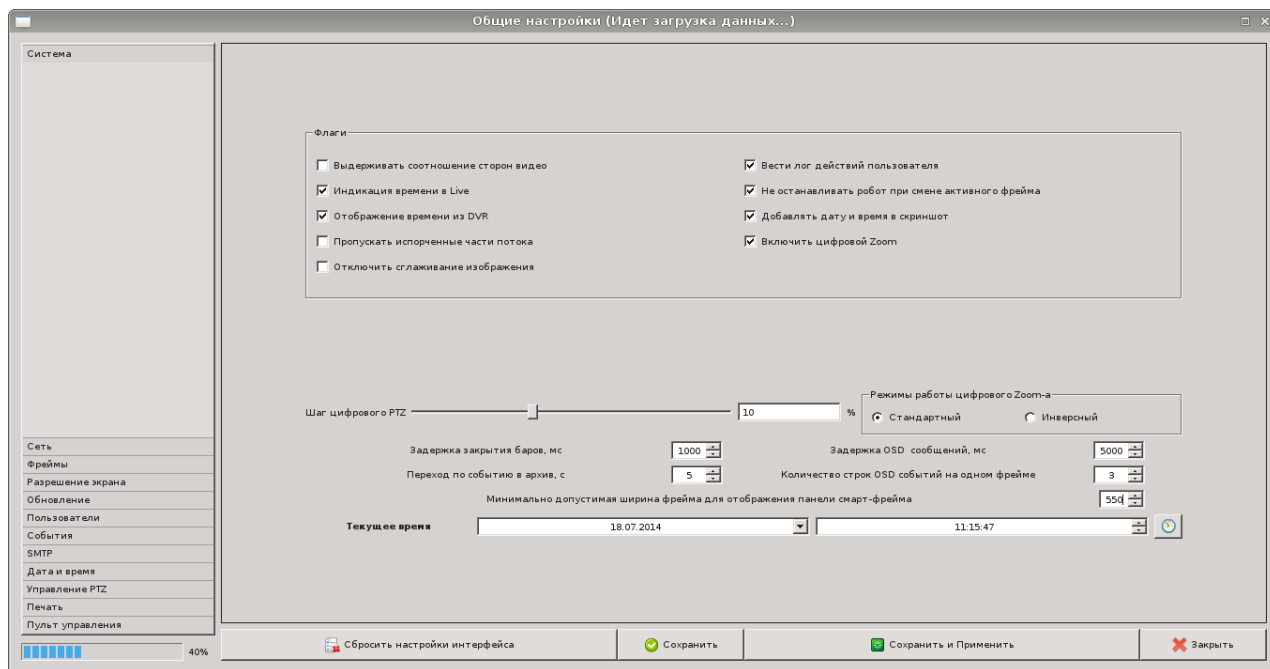 Общие настройки (Идет загрузка данных...)
Система
Флаги
Выдерживать соотношение сторон видео
Вести лог действий пользователя
Индикация времени в Live
Не останавливать робот при смене активного фрейма
Отображение времени из DVR
Добавлять дату и время в скриншот
Пропускать испорченные части потока
Включить цифровой Zoom
Отключить сглаживание изображения
Режимы работы цифрового Zoom-а
Шаг цифрового PTZ 10 % Стандартный Инверсный
Задержка закрытия баров, мс 1000 Задержка OSD сообщений, мс 5000
Переход по событию в архив, с 5 Количество строк OSD событий на одном фрейме 3
Минимально допустимая ширина фрейма для отображения панели смарт-фрейма 550
Текущее время 18.07.2014 11:15:47
Сеть
Фреймы
Разрешение экрана
Обновление
Пользователи
События
SMTP
Дата и время
Управление PTZ
Печать
Пульт управления
40%
Сбросить настройки интерфейса Сохранить Сохранить и Применить Закрыть